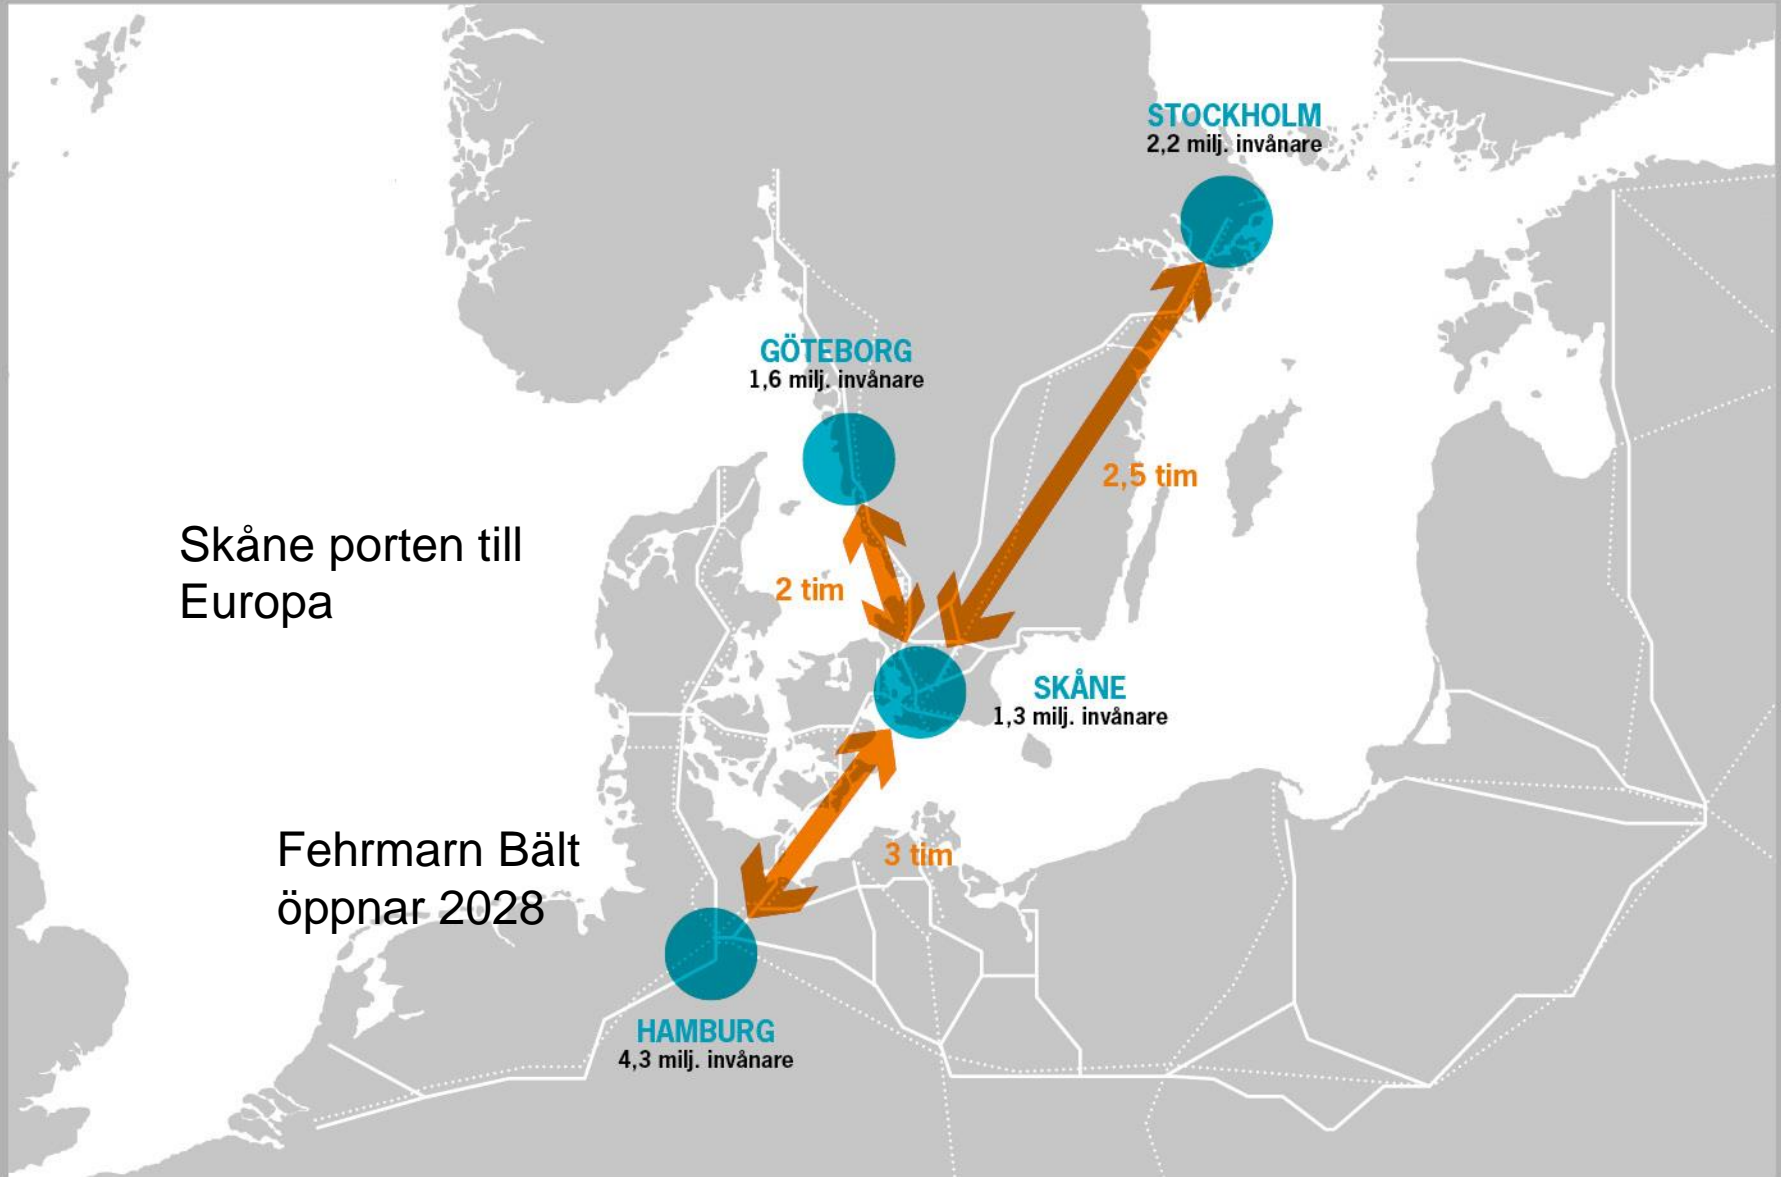 STOCKHOLM
2,2 milj. invånare
GÖTEBORG
1,6 milj. invånare
2,5 tim
Skåne porten till
Europa
2 tim
SKÅNE
1,3 milj. invånare
Fehrmarn Bält
öppnar 2028
3 tim
HAMBURG
4,3 milj. invånare